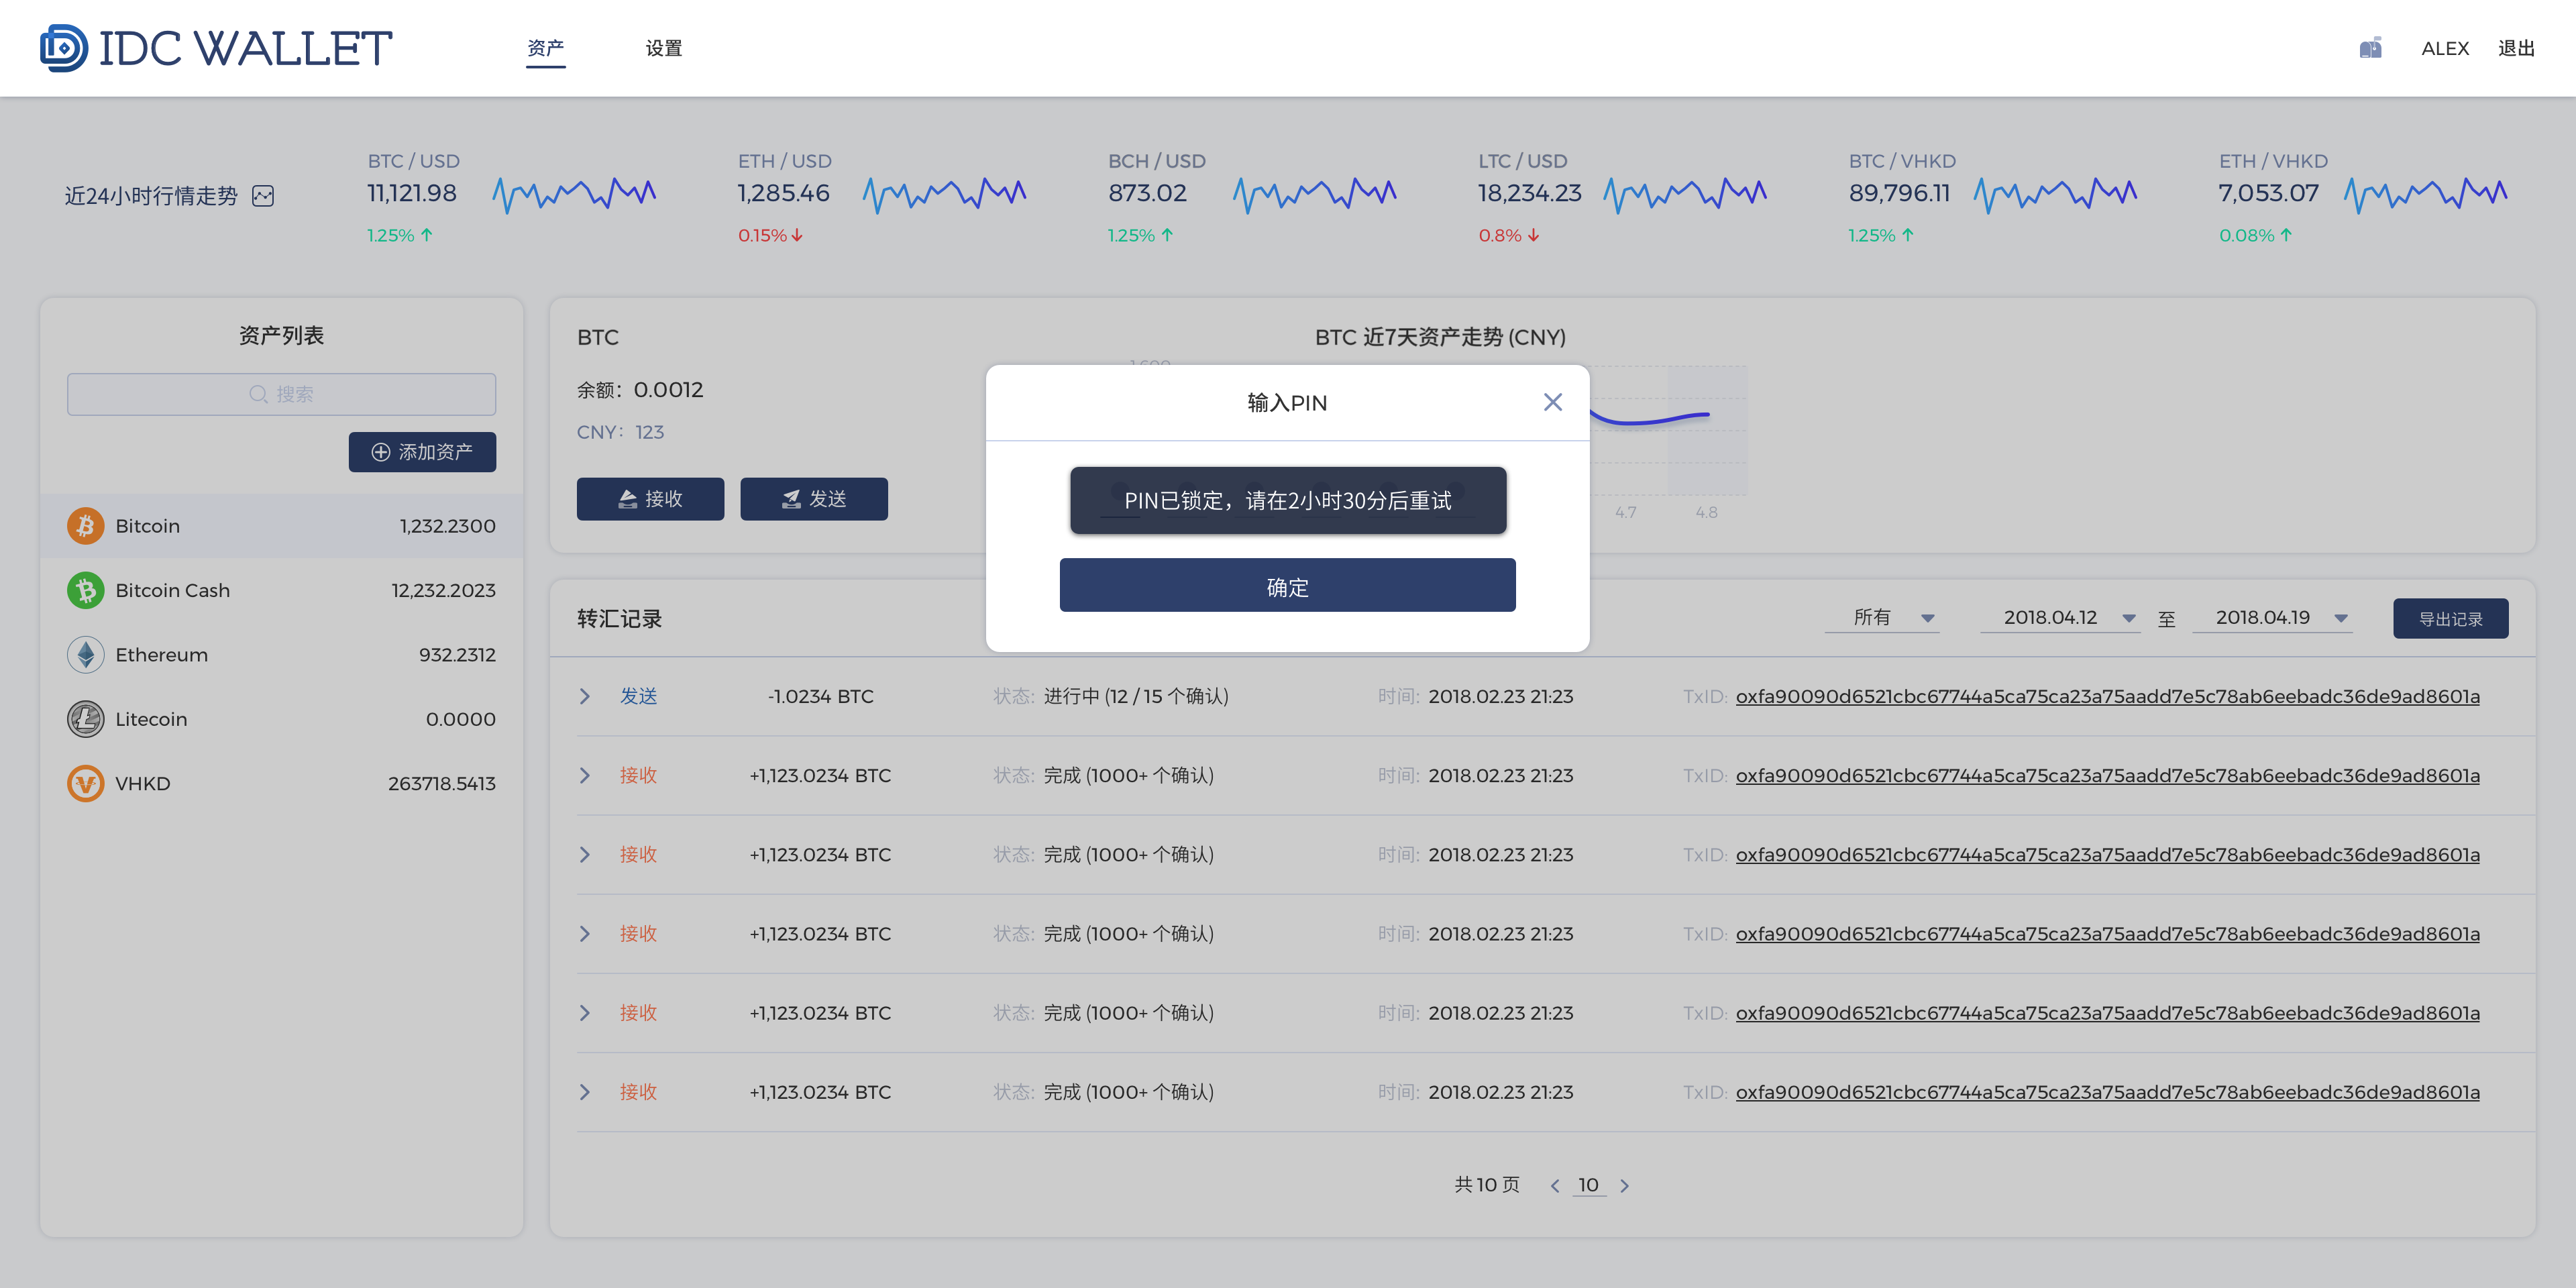 IDC WALLET
资产
设置
ALEX
退出
近24小时行情走势
BTC / USD
11,121.98
1.25%
ETH / USD
1,285.46
0.15%
BCH / USD
873.02
1.25%
LTC / USD
18,234.23
0.8%
BTC / VHKD
89,796.11
1.25%
ETH / VHKD
7,053.07
0.08%
资产列表
搜索
添加资产
Bitcoin 1,232.2300
Bitcoin Cash 12,232.2023
Ethereum 932.2312
Litecoin 0.0000
VHKD 263718.5413
BTC
余额：0.0012
CNY：123
接收
发送
BTC 近7天资产走势 (CNY)
4.7
4.8
输入PIN
PIN已锁定，请在2小时30分后重试
确定
转汇记录
所有
2018.04.12
至
2018.04.19
导出记录
发送 -1.0234 BTC 状态: 进行中 (12 / 15 个确认) 时间: 2018.02.23 21:23 TxID: oxfa90090d6521cbc67744a5ca75ca23a75aadd7e5c78ab6eebadc36de9ad8601a
接收 +1,123.0234 BTC 状态: 完成 (1000+ 个确认) 时间: 2018.02.23 21:23 TxID: oxfa90090d6521cbc67744a5ca75ca23a75aadd7e5c78ab6eebadc36de9ad8601a
接收 +1,123.0234 BTC 状态: 完成 (1000+ 个确认) 时间: 2018.02.23 21:23 TxID: oxfa90090d6521cbc67744a5ca75ca23a75aadd7e5c78ab6eebadc36de9ad8601a
接收 +1,123.0234 BTC 状态: 完成 (1000+ 个确认) 时间: 2018.02.23 21:23 TxID: oxfa90090d6521cbc67744a5ca75ca23a75aadd7e5c78ab6eebadc36de9ad8601a
接收 +1,123.0234 BTC 状态: 完成 (1000+ 个确认) 时间: 2018.02.23 21:23 TxID: oxfa90090d6521cbc67744a5ca75ca23a75aadd7e5c78ab6eebadc36de9ad8601a
接收 +1,123.0234 BTC 状态: 完成 (1000+ 个确认) 时间: 2018.02.23 21:23 TxID: oxfa90090d6521cbc67744a5ca75ca23a75aadd7e5c78ab6eebadc36de9ad8601a
共 10 页 10